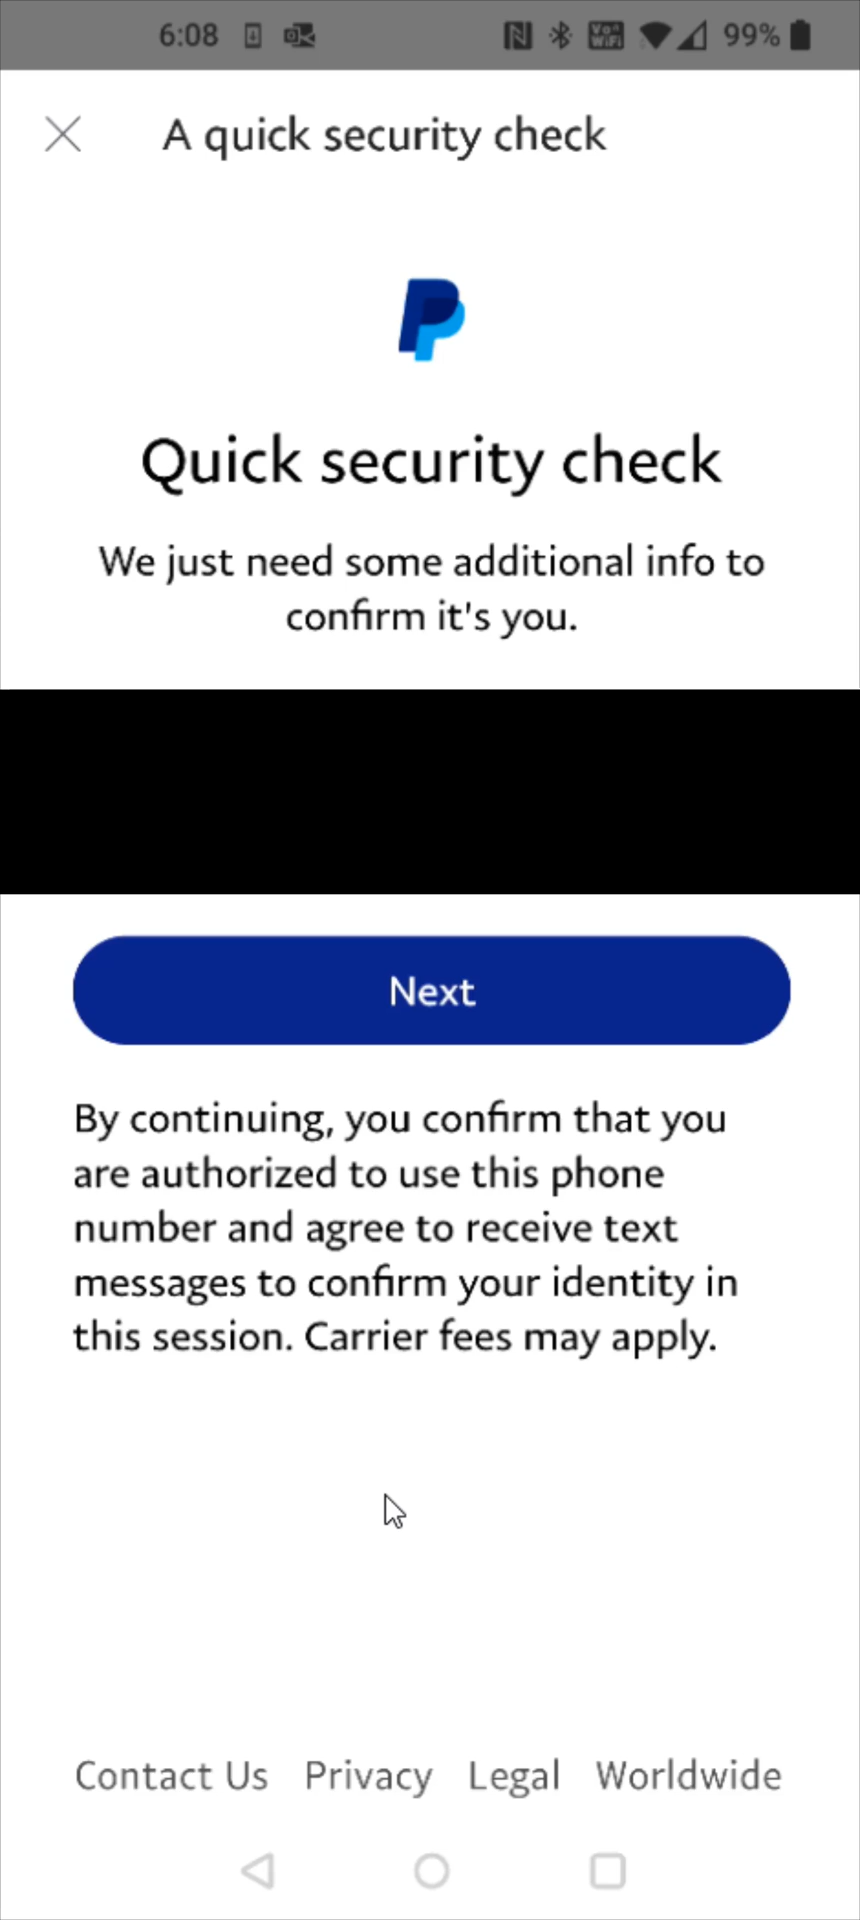 6:08
Vo WiFi 99%
A quick security check
Quick security check
We just need some additional info to
confirm it's you.
Next
By continuing, you confirm that you
are authorized to use this phone
number and agree to receive text
messages to confirm your identity in
this session. Carrier fees may apply.
Contact Us Privacy Legal Worldwide